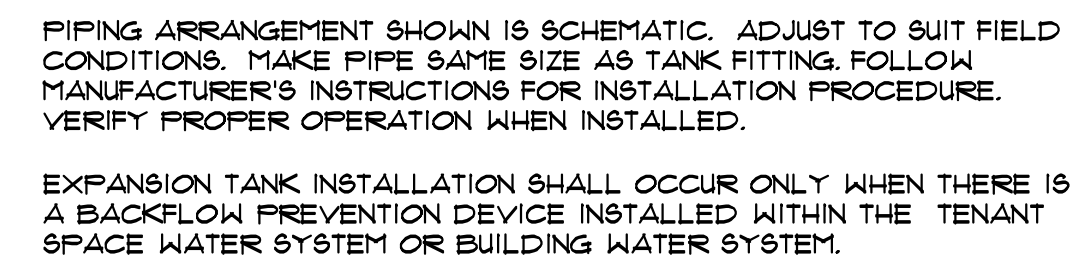 PIPING ARRANGEMENT SHOWN IS SCHEMATIC.  ADJUST TO SUIT FIELD
CONDITIONS.  MAKE PIPE SAME SIZE AS TANK FITTING. FOLLOW
MANUFACTURER'S INSTRUCTIONS FOR INSTALLATION PROCEDURE.
VERIFY PROPER OPERATION WHEN INSTALLED.

EXPANSION TANK INSTALLATION SHALL OCCUR ONLY WHEN THERE IS
A BACKFLOW PREVENTION DEVICE INSTALLED WITHIN THE  TENANT
SPACE WATER SYSTEM OR BUILDING WATER SYSTEM.